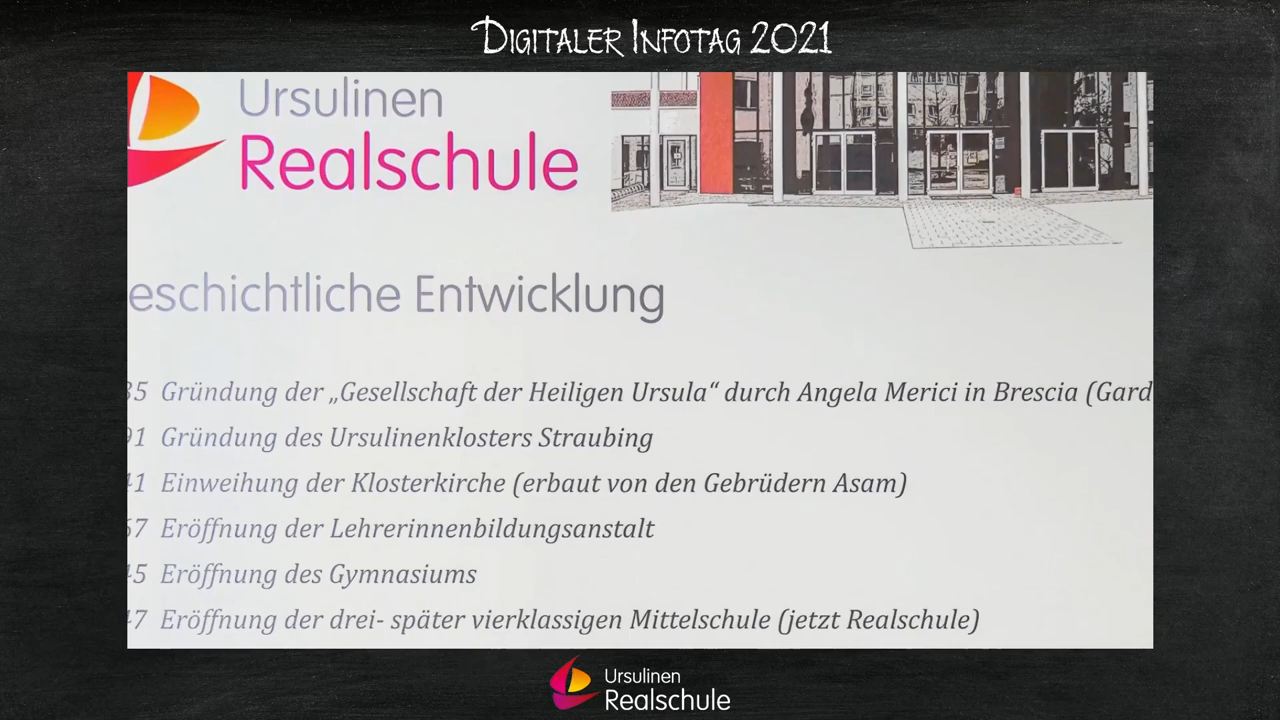 Digitaler Infotag 2021
Ursulinen
Realschule
eschichtliche Entwicklung
35 Gründung der „Gesellschaft der Heiligen Ursula“ durch Angela Merici in Brescia (Gard
91 Gründung des Ursulinenklosters Straubing
41 Einweihung der Klosterkirche (erbaut von den Gebrüdern Asam)
67 Eröffnung der Lehrerinnenbildungsanstalt
45 Eröffnung des Gymnasiums
47 Eröffnung der drei- später vierklassigen Mittelschule (jetzt Realschule)
Ursulinen
Realschule